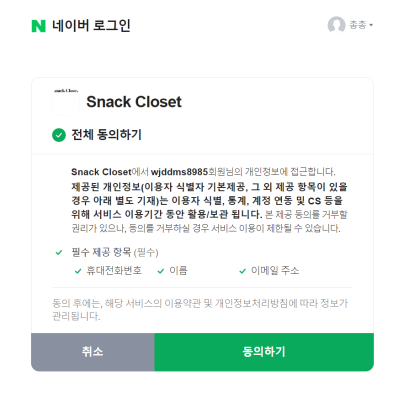 네이버 로그인
총총
snack Closet
Snack Closet
전체 동의하기
Snack Closet에서 wjddms8985회원님의 개인정보에 접근합니다.
제공된 개인정보(이용자 식별자 기본제공, 그 외 제공 항목이 있을
경우 아래 별도 기재)는 이용자 식별, 통계, 계정 연동 및 CS 등을
위해 서비스 이용기간 동안 활용/보관 됩니다. 본 제공 동의를 거부할
권리가 있으나, 동의를 거부하실 경우 서비스 이용이 제한될 수 있습니다.
필수 제공 항목 (필수)
휴대전화번호 이름 이메일 주소
동의 후에는, 해당 서비스의 이용약관 및 개인정보처리방침에 따라 정보가
관리됩니다.
취소 동의하기